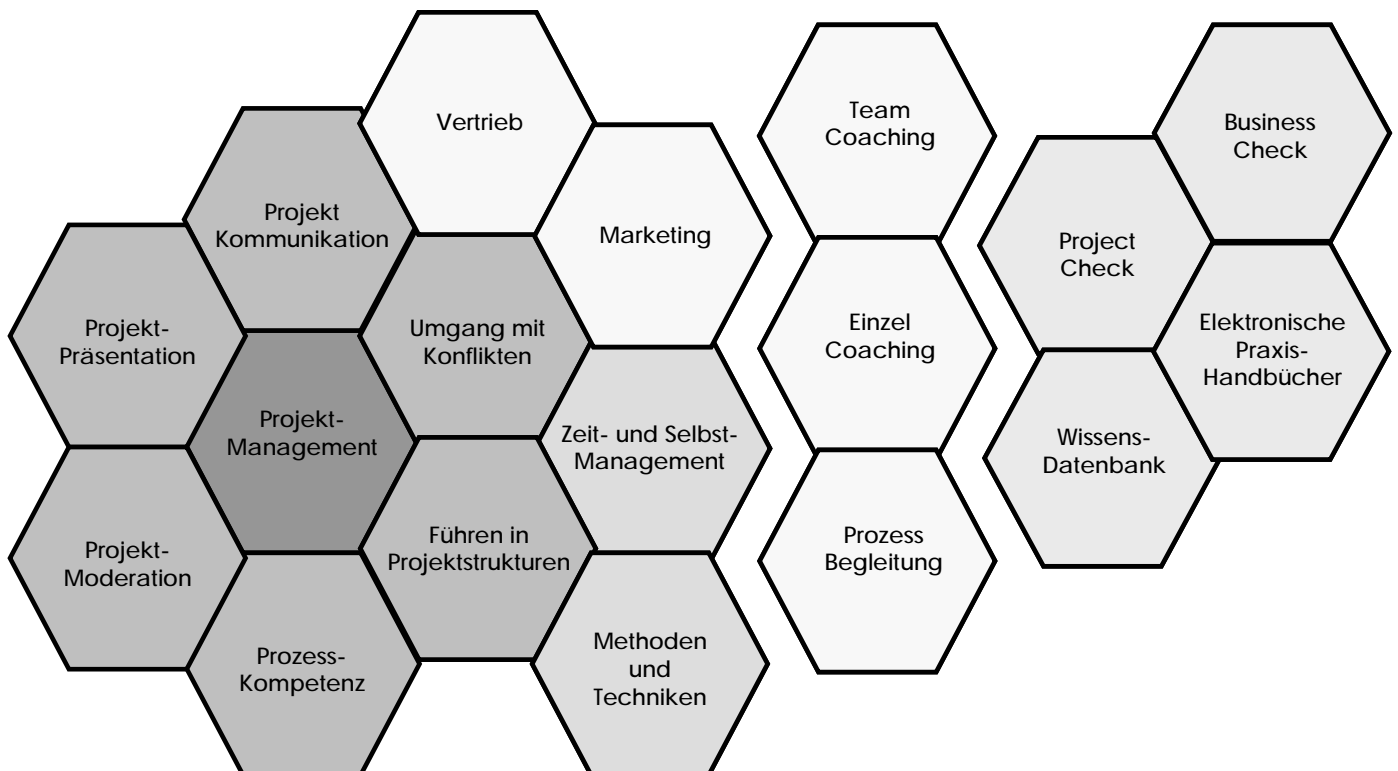 Vertrieb
Projekt
Kommunikation
Marketing
Projekt-
Präsentation
Umgang mit
Konflikten
Projekt-
Management
Zeit- und Selbst-
Management
Projekt-
Moderation
Führen in
Projektstrukturen
Prozess-
Kompetenz
Methoden
und
Techniken
Team
Coaching
Einzel
Coaching
Prozess
Begleitung
Business
Check
Project
Check
Elektronische
Praxis-
Handbücher
Wissens-
Datenbank